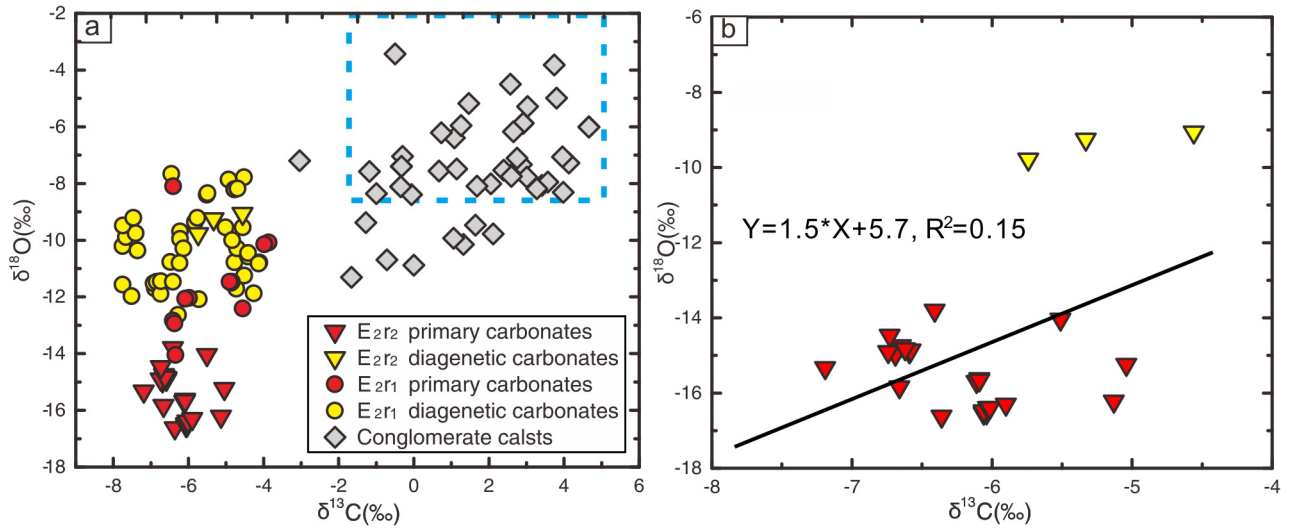 a
-2
-4
-6
-8
-10
-12
-14
-16
-18
δ18O(‰)
-8 -6 -4 -2 0 2 4 6
δ13C(‰)
E2r2 primary carbonates
E2r2 diagenetic carbonates
E2r1 primary carbonates
E2r1 diagenetic carbonates
Conglomerate calsts
b
-6
-8
-10
-12
-14
-16
-18
δ18O(‰)
Y=1.5*X+5.7, R2=0.15
-8 -7 -6 -5 -4
δ13C(‰)